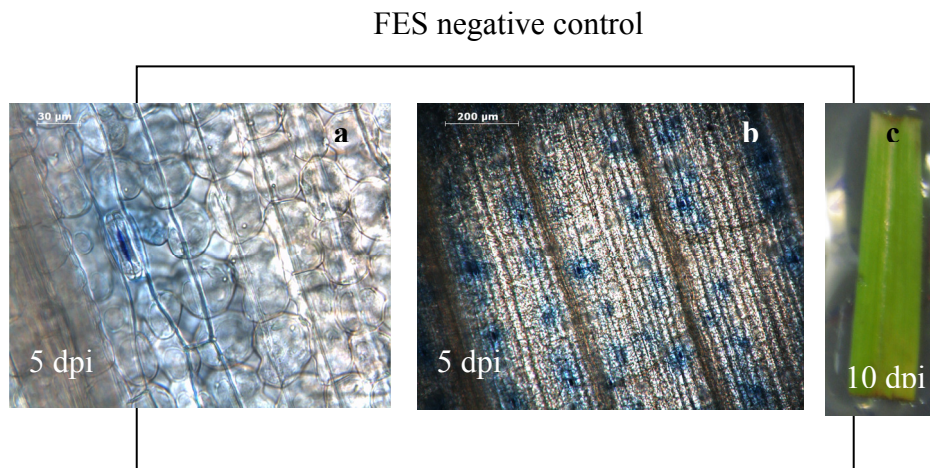 FES negative control
30 µm
a
5 dpi
200 µm
b
5 dpi
c
10 dpi